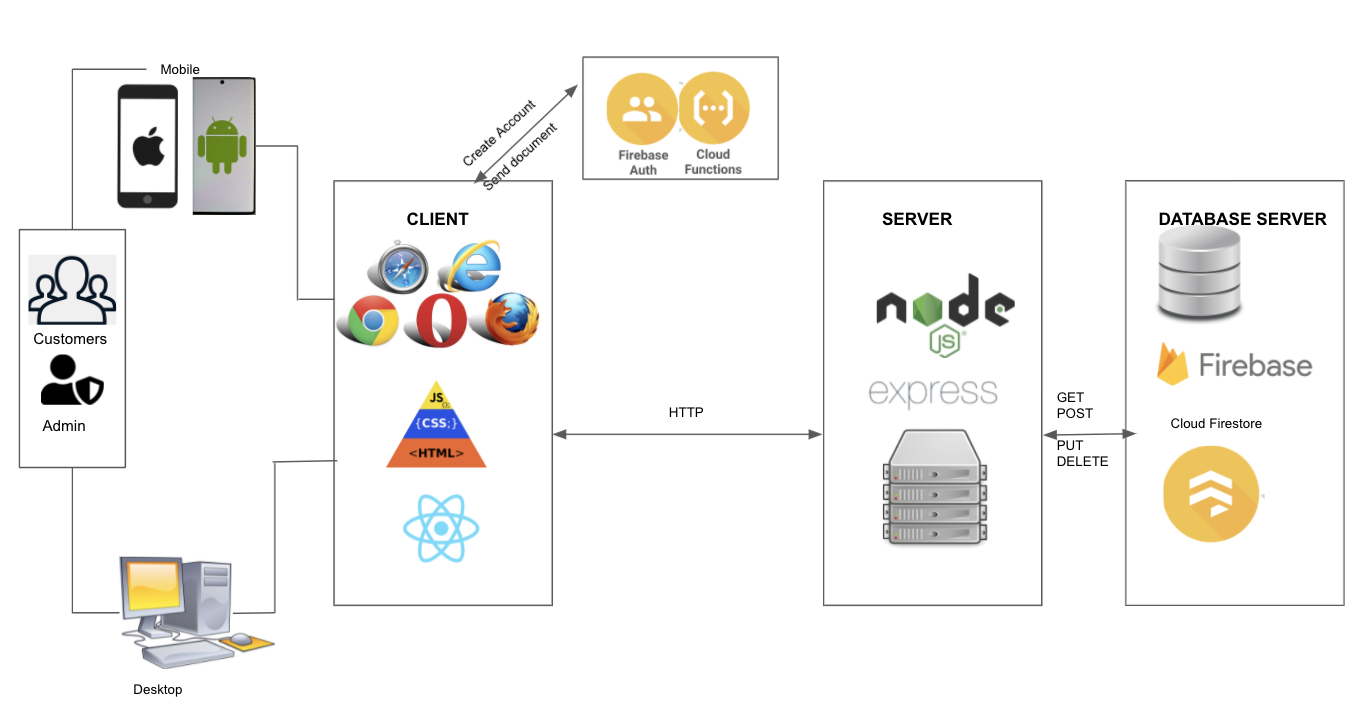 Mobile
Create Account
Send document
Firebase
Auth
Cloud
Functions
Customers
Admin
Desktop
CLIENT
JS
();
{CSS;}
<HTML>
HTTP
SERVER
node
JS
express
GET
POST
PUT
DELETE
DATABASE SERVER
Firebase
Cloud Firestore